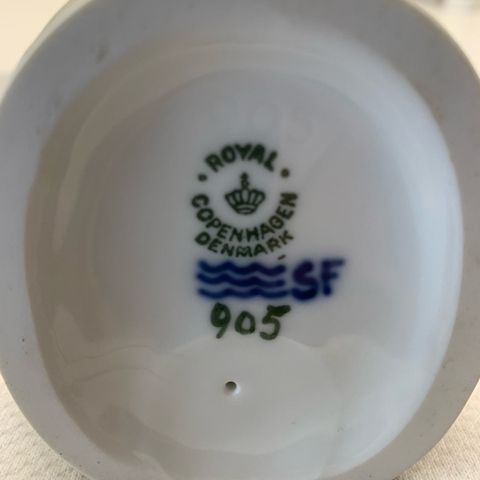 ROYAL
COPENHAGEN
DENMARK
SF
905